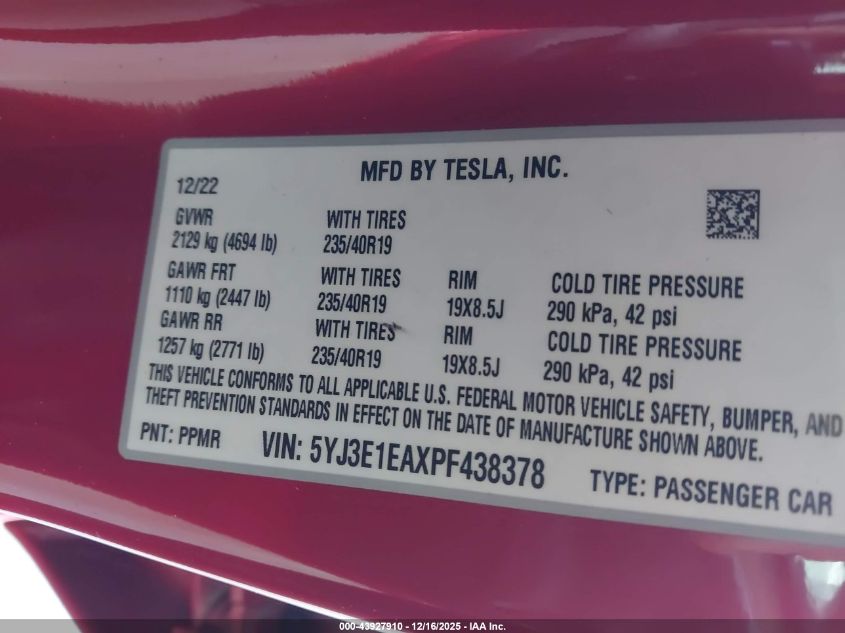 MFD BY TESLA, INC.
12/22
GVWR WITH TIRES
2129 kg (4694 lb) 235/40R19
GAWR FRT WITH TIRES RIM COLD TIRE PRESSURE
1110 kg (2447 lb) 235/40R19 19X8.5J 290 kPa, 42 psi
GAWR RR WITH TIRES RIM COLD TIRE PRESSURE
1257 kg (2771 lb) 235/40R19 19X8.5J 290 kPa, 42 psi
THIS VEHICLE CONFORMS TO ALL APPLICABLE U.S. FEDERAL MOTOR VEHICLE SAFETY, BUMPER, AND
THEFT PREVENTION STANDARDS IN EFFECT ON THE DATE OF MANUFACTURE SHOWN ABOVE.
PNT: PPMR VIN: 5YJ3E1EAXPF438378 TYPE: PASSENGER CAR
000-43927910 - 12/16/2025 - IAA Inc.